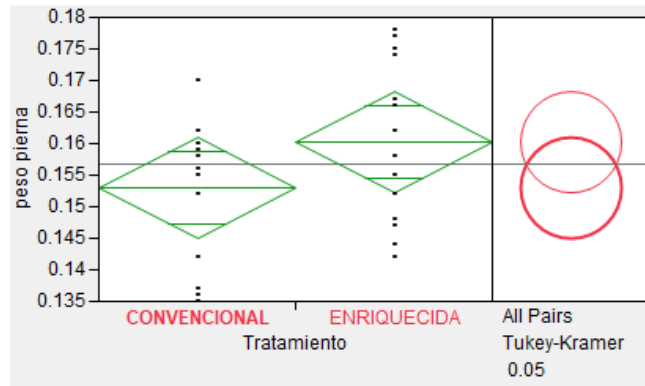 0.18
0.175
0.17
0.165
0.16
0.155
0.15
0.145
0.14
0.135
peso pierna
CONVENCIONAL
ENRIQUECIDA
Tratamiento
All Pairs
Tukey-Kramer
0.05